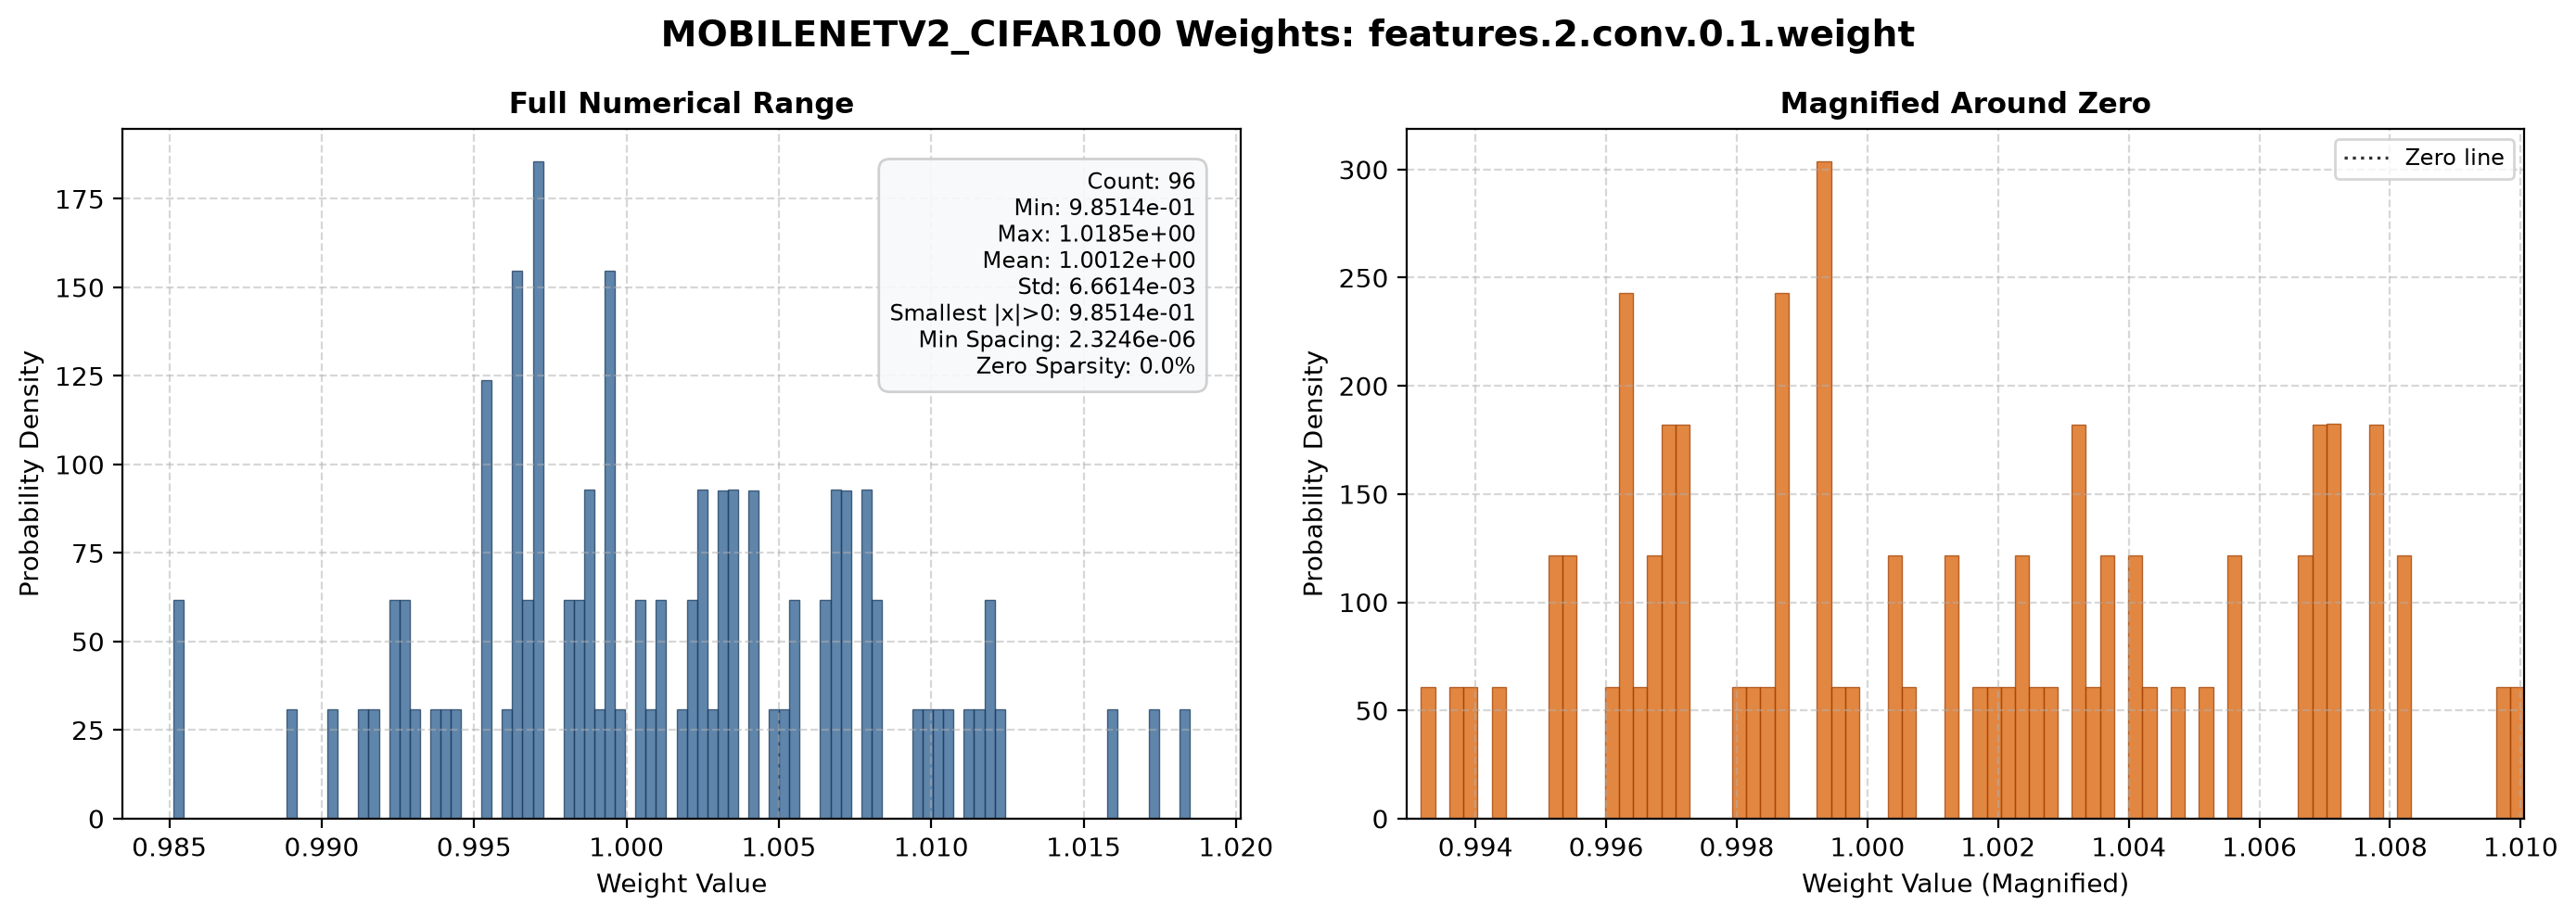 MOBILENETV2_CIFAR100 Weights: features.2.conv.0.1.weight
Full Numerical Range
Probability Density
175
150
125
100
75
50
25
0
Count: 96
Min: 9.8514e-01
Max: 1.0185e+00
Mean: 1.0012e+00
Std: 6.6614e-03
Smallest |x|>0: 9.8514e-01
Min Spacing: 2.3246e-06
Zero Sparsity: 0.0%
0.985 0.990 0.995 1.000 1.005 1.010 1.015 1.020
Weight Value
Magnified Around Zero
Probability Density
300
250
200
150
100
50
0
Zero line
0.994 0.996 0.998 1.000 1.002 1.004 1.006 1.008 1.010
Weight Value (Magnified)